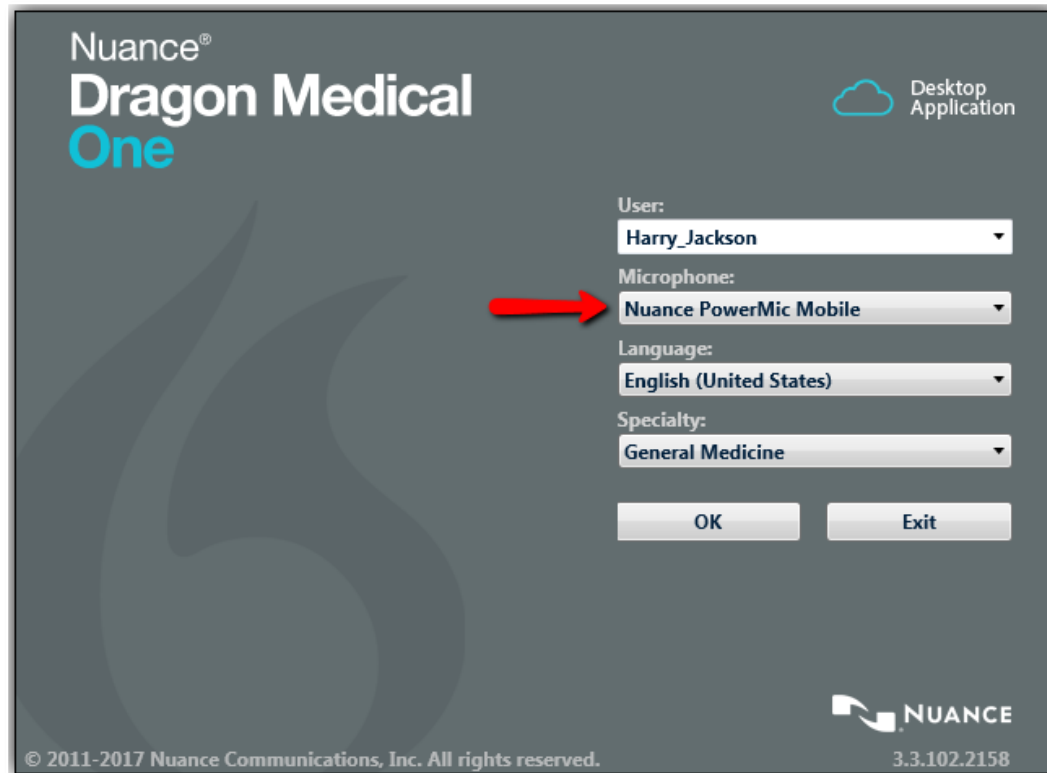 Nuance®
Dragon Medical
One
Desktop
Application
User:
Harry_Jackson
Microphone:
Nuance PowerMic Mobile
Language:
English (United States)
Specialty:
General Medicine
OK
Exit
NUANCE
© 2011-2017 Nuance Communications, Inc. All rights reserved.
3.3.102.2158